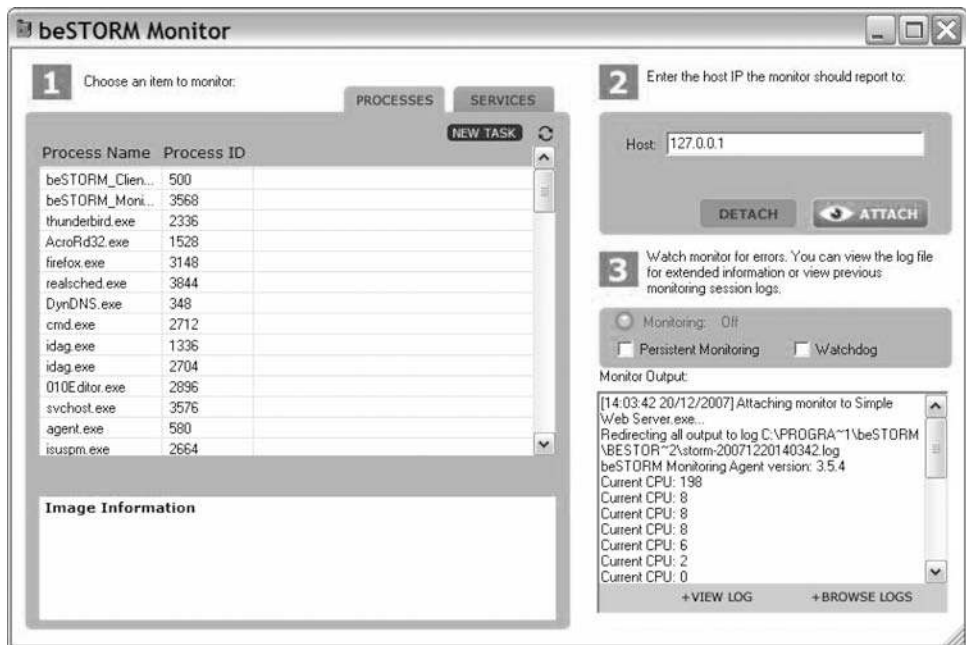 beSTORM Monitor
1 Choose an item to monitor:
PROCESSES SERVICES
NEW TASK
Process Name Process ID
beSTORM_Clien... 500
beSTORM_Moni... 3568
thunderbird.exe 2336
AcroRd32.exe 1528
firefox.exe 3148
realsched.exe 3844
DynDNS.exe 348
cmd.exe 2712
idag.exe 1336
idag.exe 2704
010Editor.exe 2896
svchost.exe 3576
agent.exe 580
isuspm.exe 2664
Image Information
2 Enter the host IP the monitor should report to:
Host: 127.0.0.1
DETACH ATTACH
3 Watch monitor for errors. You can view the log file
for extended information or view previous
monitoring session logs.
Monitoring: Off
Persistent Monitoring Watchdog
Monitor Output:
[14:03:42 20/12/2007] Attaching monitor to Simple
Web Server.exe...
Redirecting all output to log C:\PROGRA~1\beSTORM
\BESTOR~2\storm-20071220140342.log
beSTORM Monitoring Agent version: 3.5.4
Current CPU: 198
Current CPU: 8
Current CPU: 8
Current CPU: 8
Current CPU: 6
Current CPU: 2
Current CPU: 0
+VIEW LOG +BROWSE LOGS